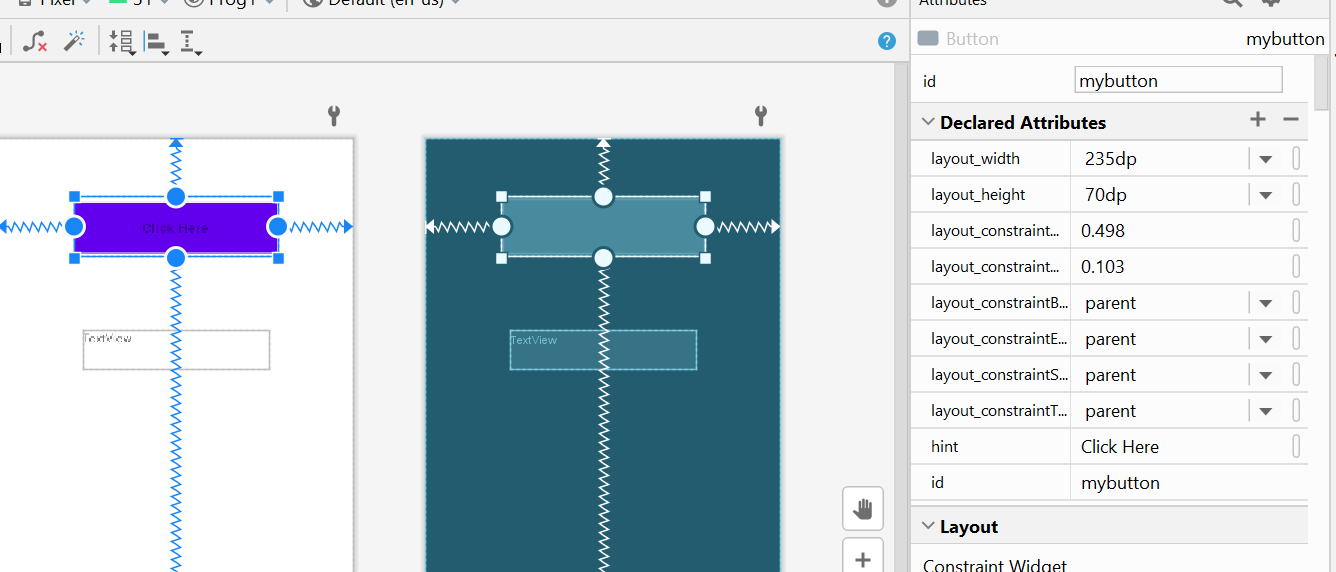 Pixel 31 Prog1 Default (en-us)
?
Click Here
TextView
TextView
Attributes
Button mybutton
id mybutton
Declared Attributes
layout_width 235dp
layout_height 70dp
layout_constraint... 0.498
layout_constraint... 0.103
layout_constraintB... parent
layout_constraintE... parent
layout_constraintS... parent
layout_constraintT... parent
hint Click Here
id mybutton
Layout
Constraint Widget